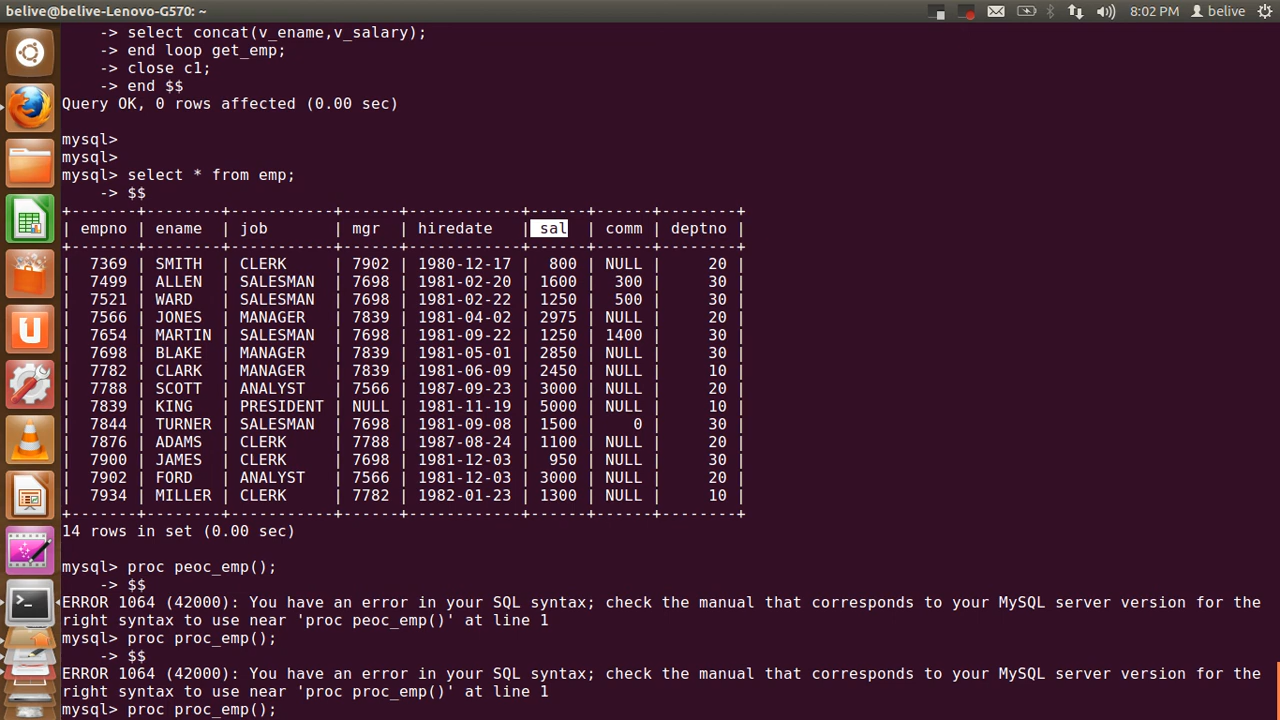 belive@belive-Lenovo-G570: ~ 8:02 PM belive
-> select concat(v_ename,v_salary);
-> end loop get_emp;
-> close c1;
-> end $$
Query OK, 0 rows affected (0.00 sec)
mysql>
mysql>
mysql> select * from emp;
-> $$
+-------+--------+-----------+------+------------+------+------+--------+
| empno | ename | job | mgr | hiredate | sal | comm | deptno |
+-------+--------+-----------+------+------------+------+------+--------+
| 7369 | SMITH | CLERK | 7902 | 1980-12-17 | 800 | NULL | 20 |
| 7499 | ALLEN | SALESMAN | 7698 | 1981-02-20 | 1600 | 300 | 30 |
| 7521 | WARD | SALESMAN | 7698 | 1981-02-22 | 1250 | 500 | 30 |
| 7566 | JONES | MANAGER | 7839 | 1981-04-02 | 2975 | NULL | 20 |
| 7654 | MARTIN | SALESMAN | 7698 | 1981-09-22 | 1250 | 1400 | 30 |
| 7698 | BLAKE | MANAGER | 7839 | 1981-05-01 | 2850 | NULL | 30 |
| 7782 | CLARK | MANAGER | 7839 | 1981-06-09 | 2450 | NULL | 10 |
| 7788 | SCOTT | ANALYST | 7566 | 1987-09-23 | 3000 | NULL | 20 |
| 7839 | KING | PRESIDENT | NULL | 1981-11-19 | 5000 | NULL | 10 |
| 7844 | TURNER | SALESMAN | 7698 | 1981-09-08 | 1500 | 0 | 30 |
| 7876 | ADAMS | CLERK | 7788 | 1987-08-24 | 1100 | NULL | 20 |
| 7900 | JAMES | CLERK | 7698 | 1981-12-03 | 950 | NULL | 30 |
| 7902 | FORD | ANALYST | 7566 | 1981-12-03 | 3000 | NULL | 20 |
| 7934 | MILLER | CLERK | 7782 | 1982-01-23 | 1300 | NULL | 10 |
+-------+--------+-----------+------+------------+------+------+--------+
14 rows in set (0.00 sec)
mysql> proc peoc_emp();
-> $$
ERROR 1064 (42000): You have an error in your SQL syntax; check the manual that corresponds to your MySQL server version for the
right syntax to use near 'proc peoc_emp()' at line 1
mysql> proc proc_emp();
-> $$
ERROR 1064 (42000): You have an error in your SQL syntax; check the manual that corresponds to your MySQL server version for the
right syntax to use near 'proc proc_emp()' at line 1
mysql> proc proc_emp();